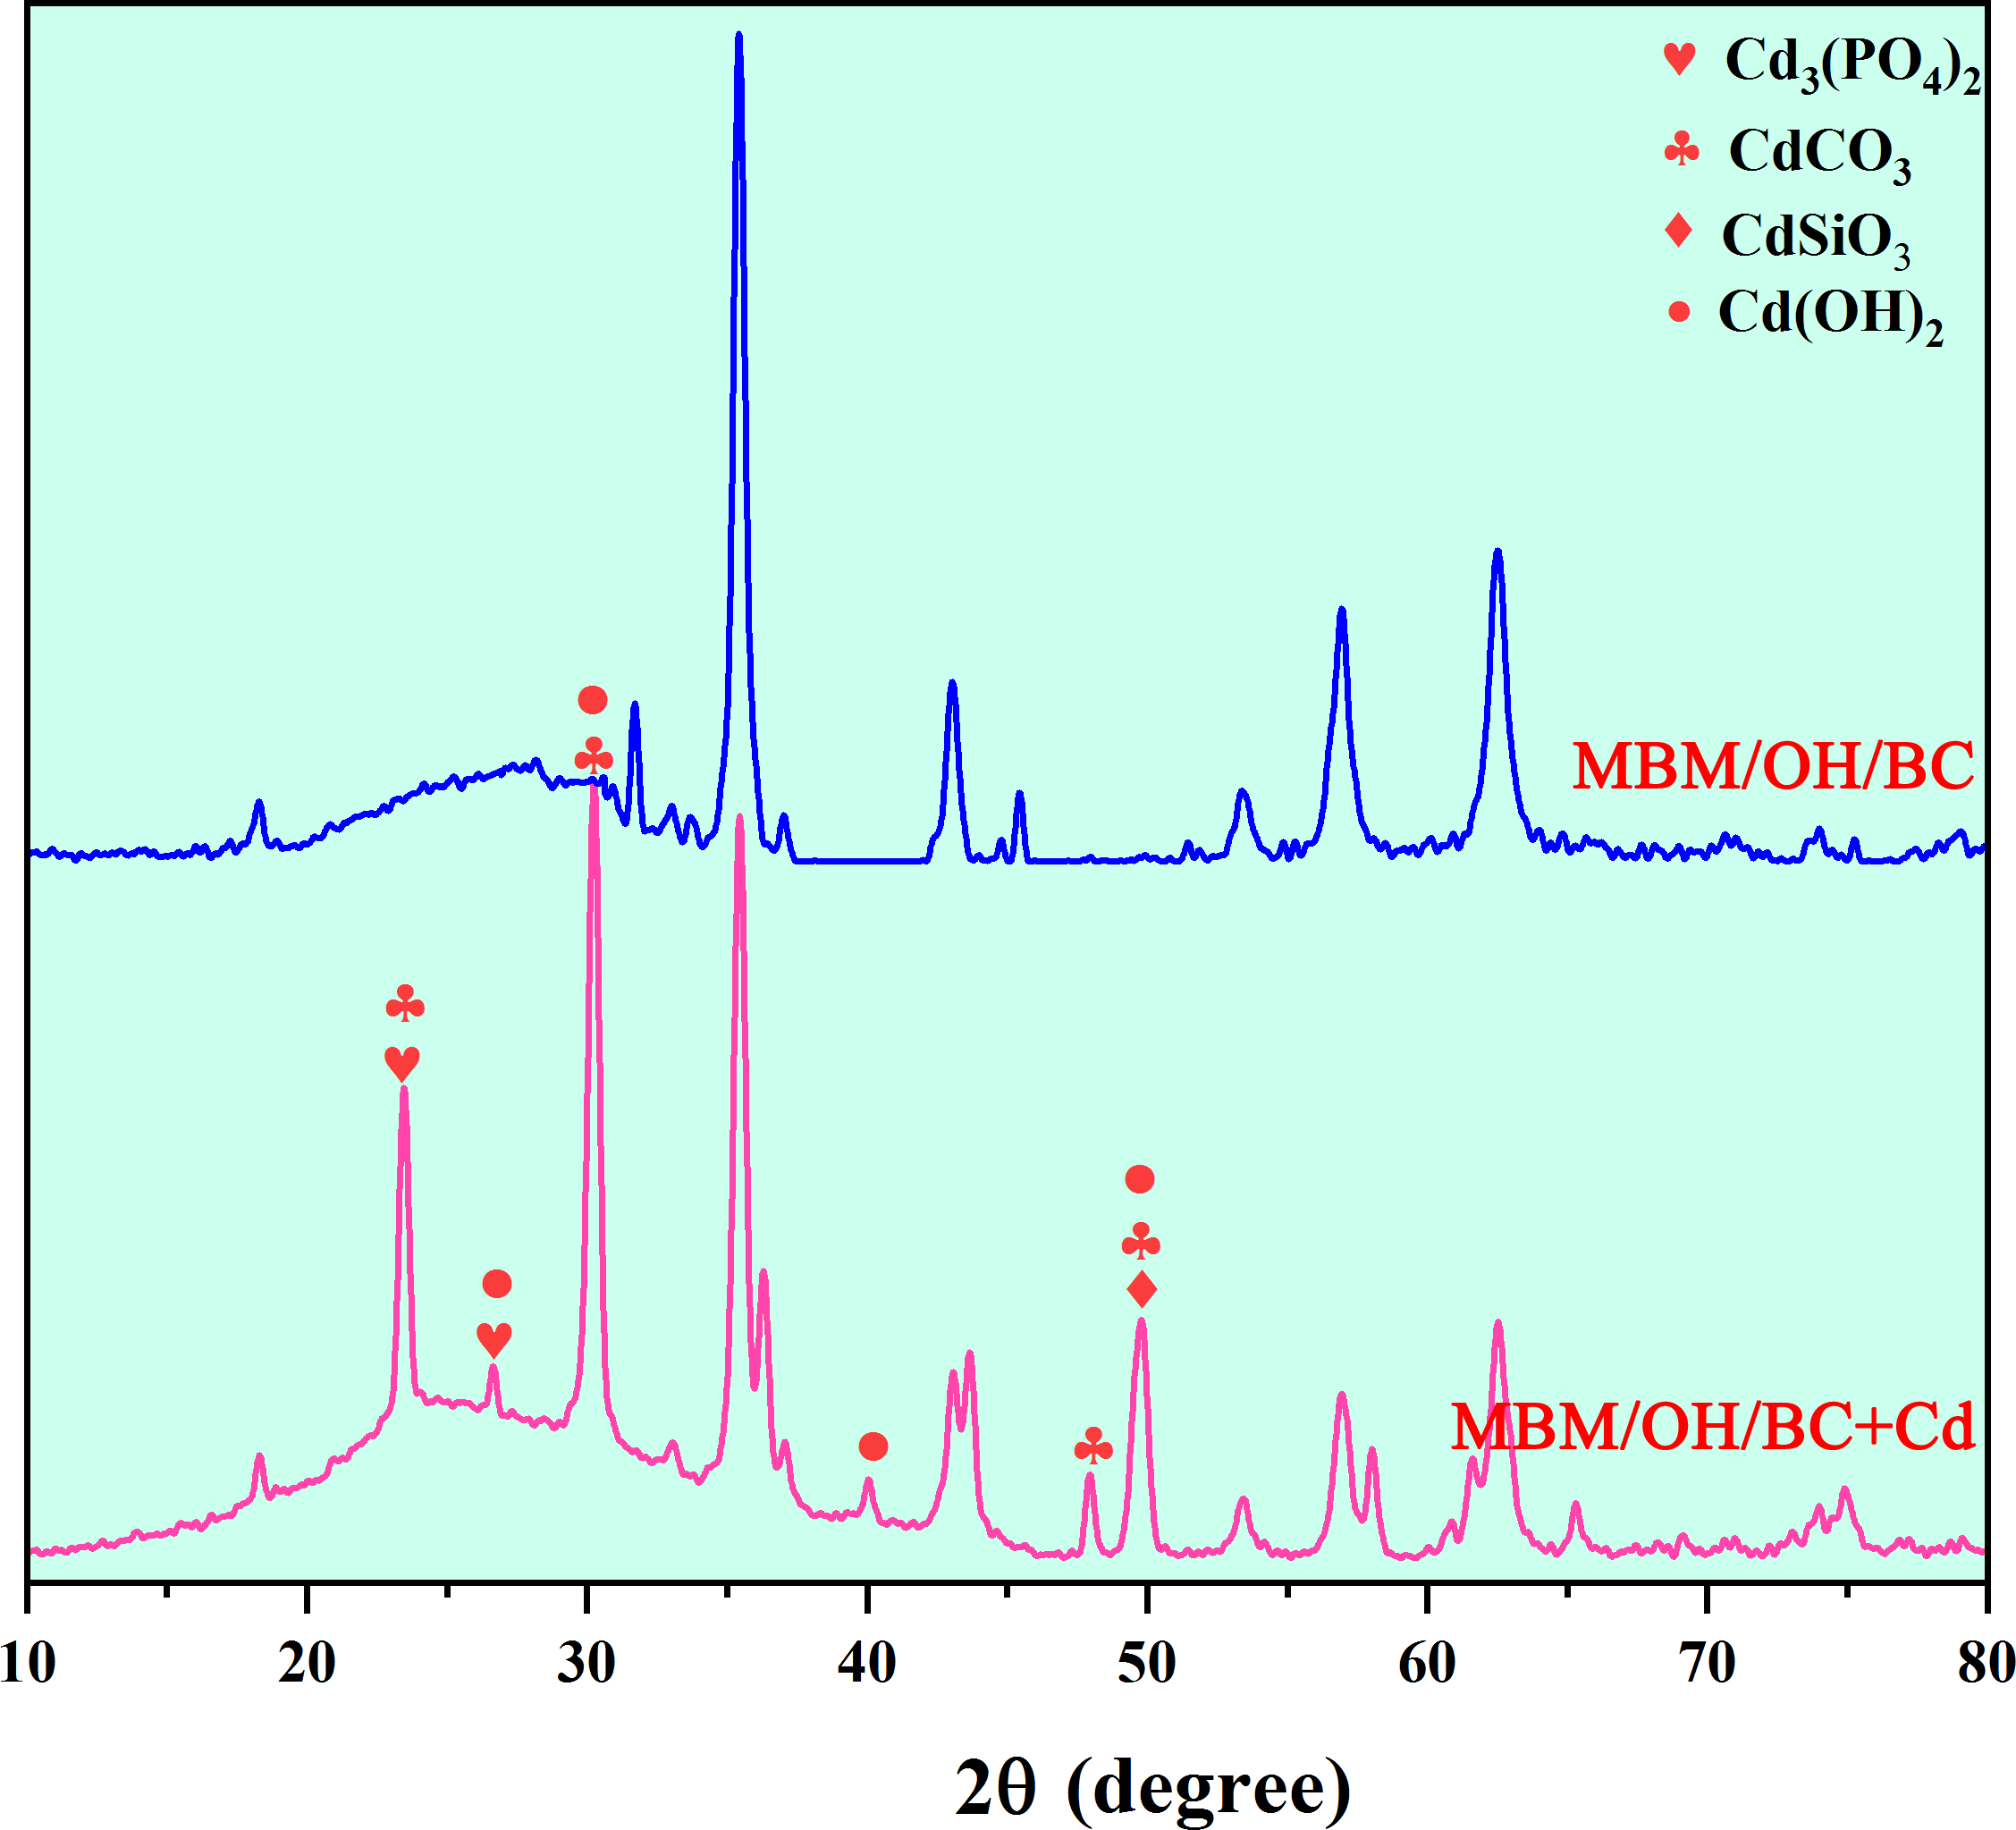 ♥ Cd₃(PO₄)₂
♣ CdCO₃
♦ CdSiO₃
● Cd(OH)₂
MBM/OH/BC
MBM/OH/BC+Cd
10 20 30 40 50 60 70 80
2θ (degree)